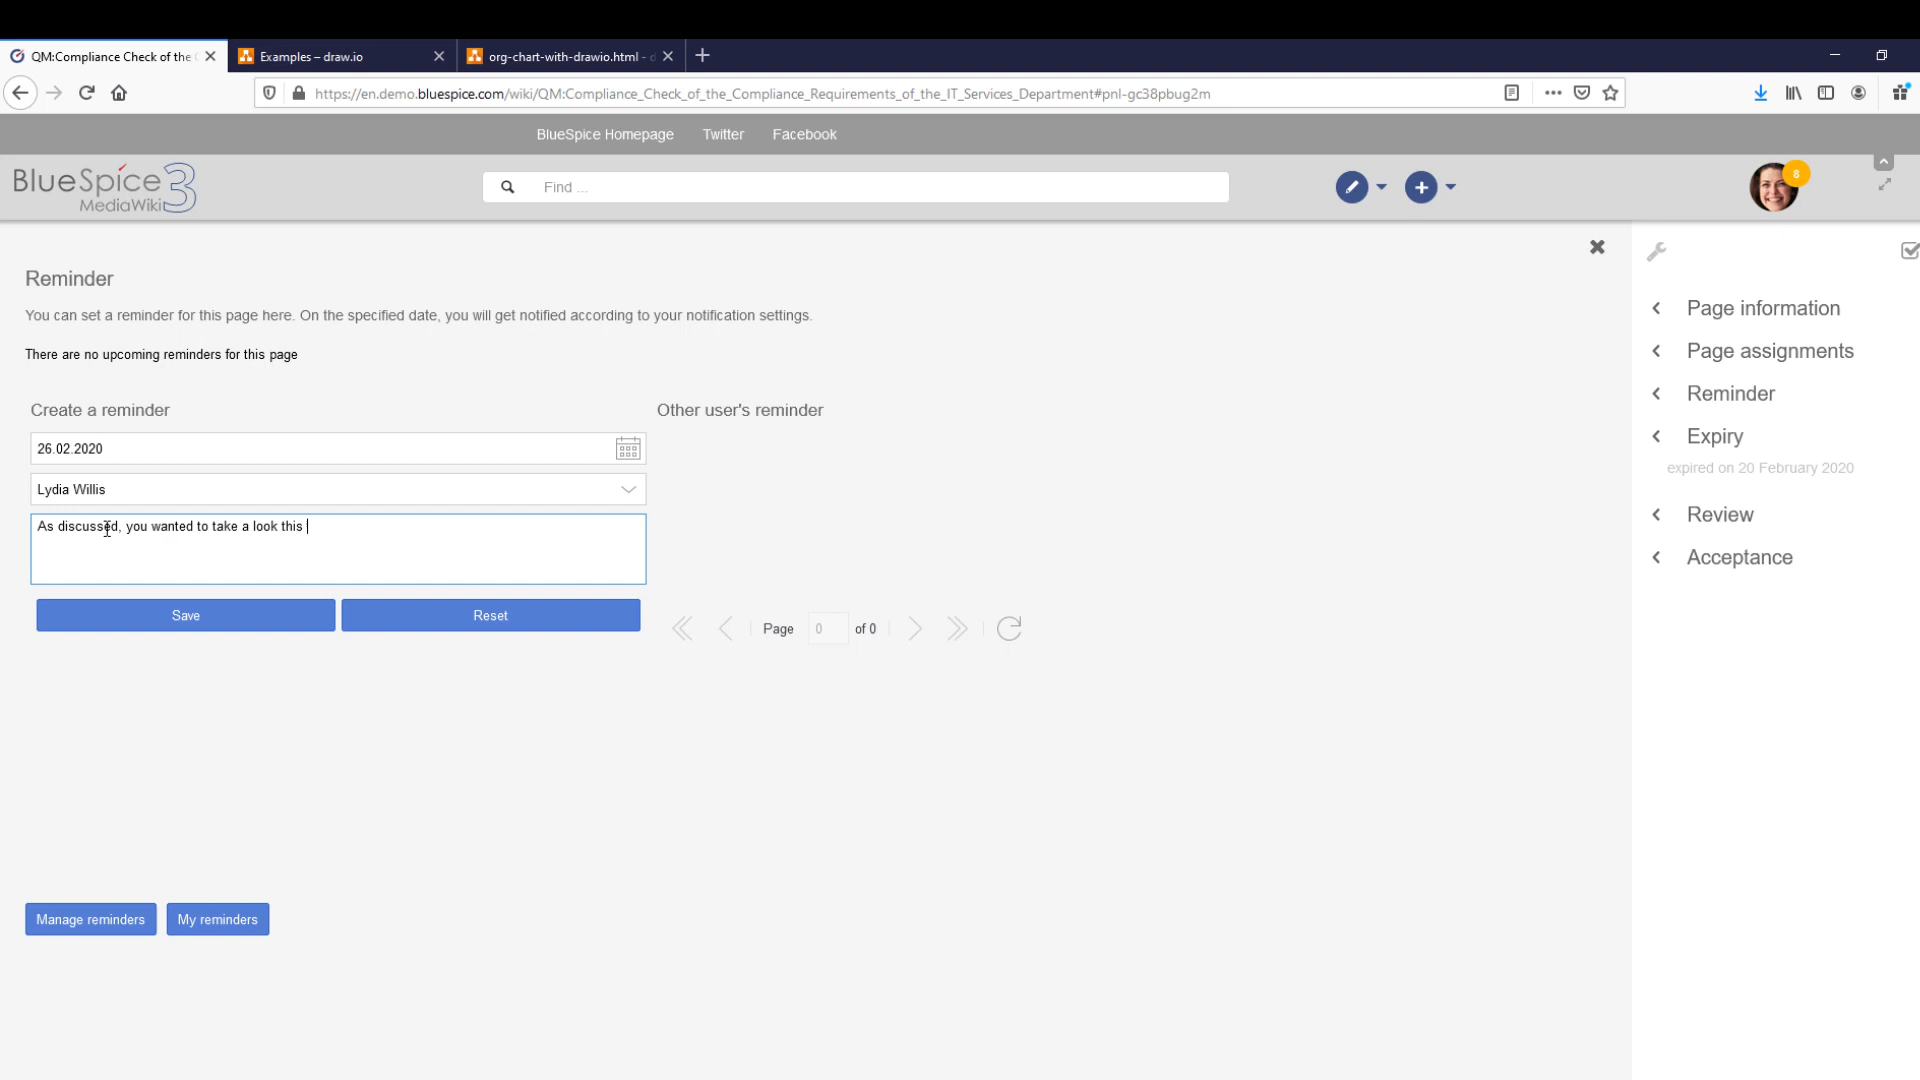 QM:Compliance Check of the
Examples – draw.io
org-chart-with-drawio.html - d
https://en.demo.bluespice.com/wiki/QM:Compliance_Check_of_the_Compliance_Requirements_of_the_IT_Services_Department#pnl-gc38pbug2m
BlueSpice Homepage Twitter Facebook
BlueSpice 3
MediaWiki
Find ...
8
Reminder
You can set a reminder for this page here. On the specified date, you will get notified according to your notification settings.
There are no upcoming reminders for this page
Create a reminder
26.02.2020
Lydia Willis
As discussed, you wanted to take a look this
Save
Reset
Other user's reminder
Page 0 of 0
Manage reminders
My reminders
Page information
Page assignments
Reminder
Expiry
expired on 20 February 2020
Review
Acceptance